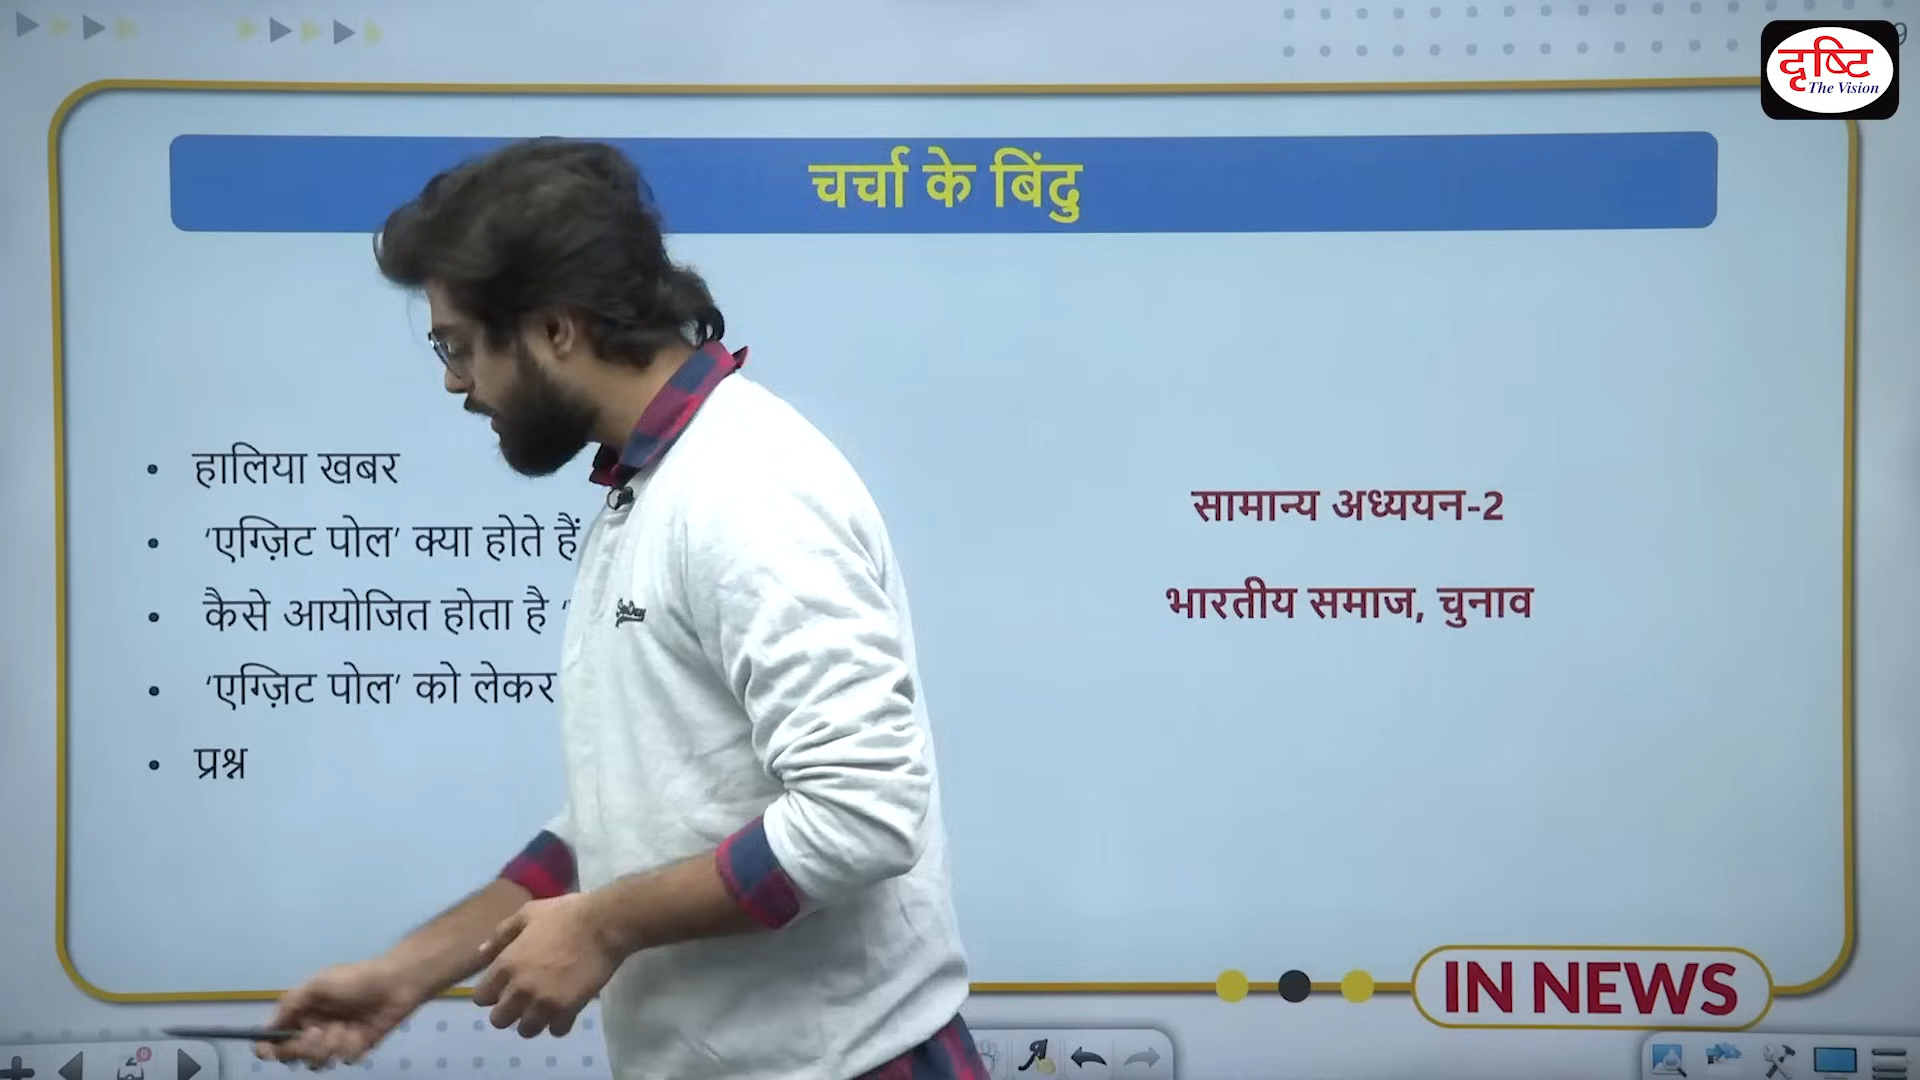 दृष्टि
The Vision
चर्चा के बिंदु
हालिया खबर
‘एग्ज़िट पोल’ क्या होते हैं
कैसे आयोजित होता है ‘
‘एग्ज़िट पोल’ को लेकर
प्रश्न
सामान्य अध्ययन-2
भारतीय समाज, चुनाव
IN NEWS